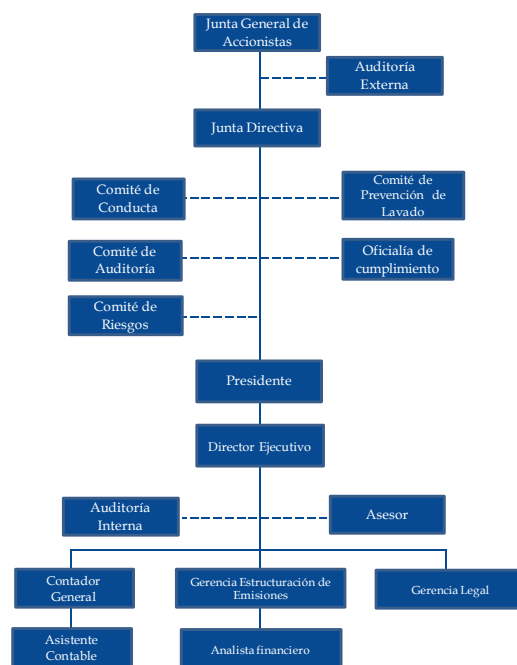 Junta General de
Accionistas
Auditoría
Externa
Junta Directiva
Comité de
Conducta
Comité de
Prevención de
Lavado
Comité de
Auditoría
Oficialía de
cumplimiento
Comité de
Riesgos
Presidente
Director Ejecutivo
Auditoría
Interna
Asesor
Contador
General
Gerencia Estructuración de
Emisiones
Gerencia Legal
Asistente
Contable
Analista financiero